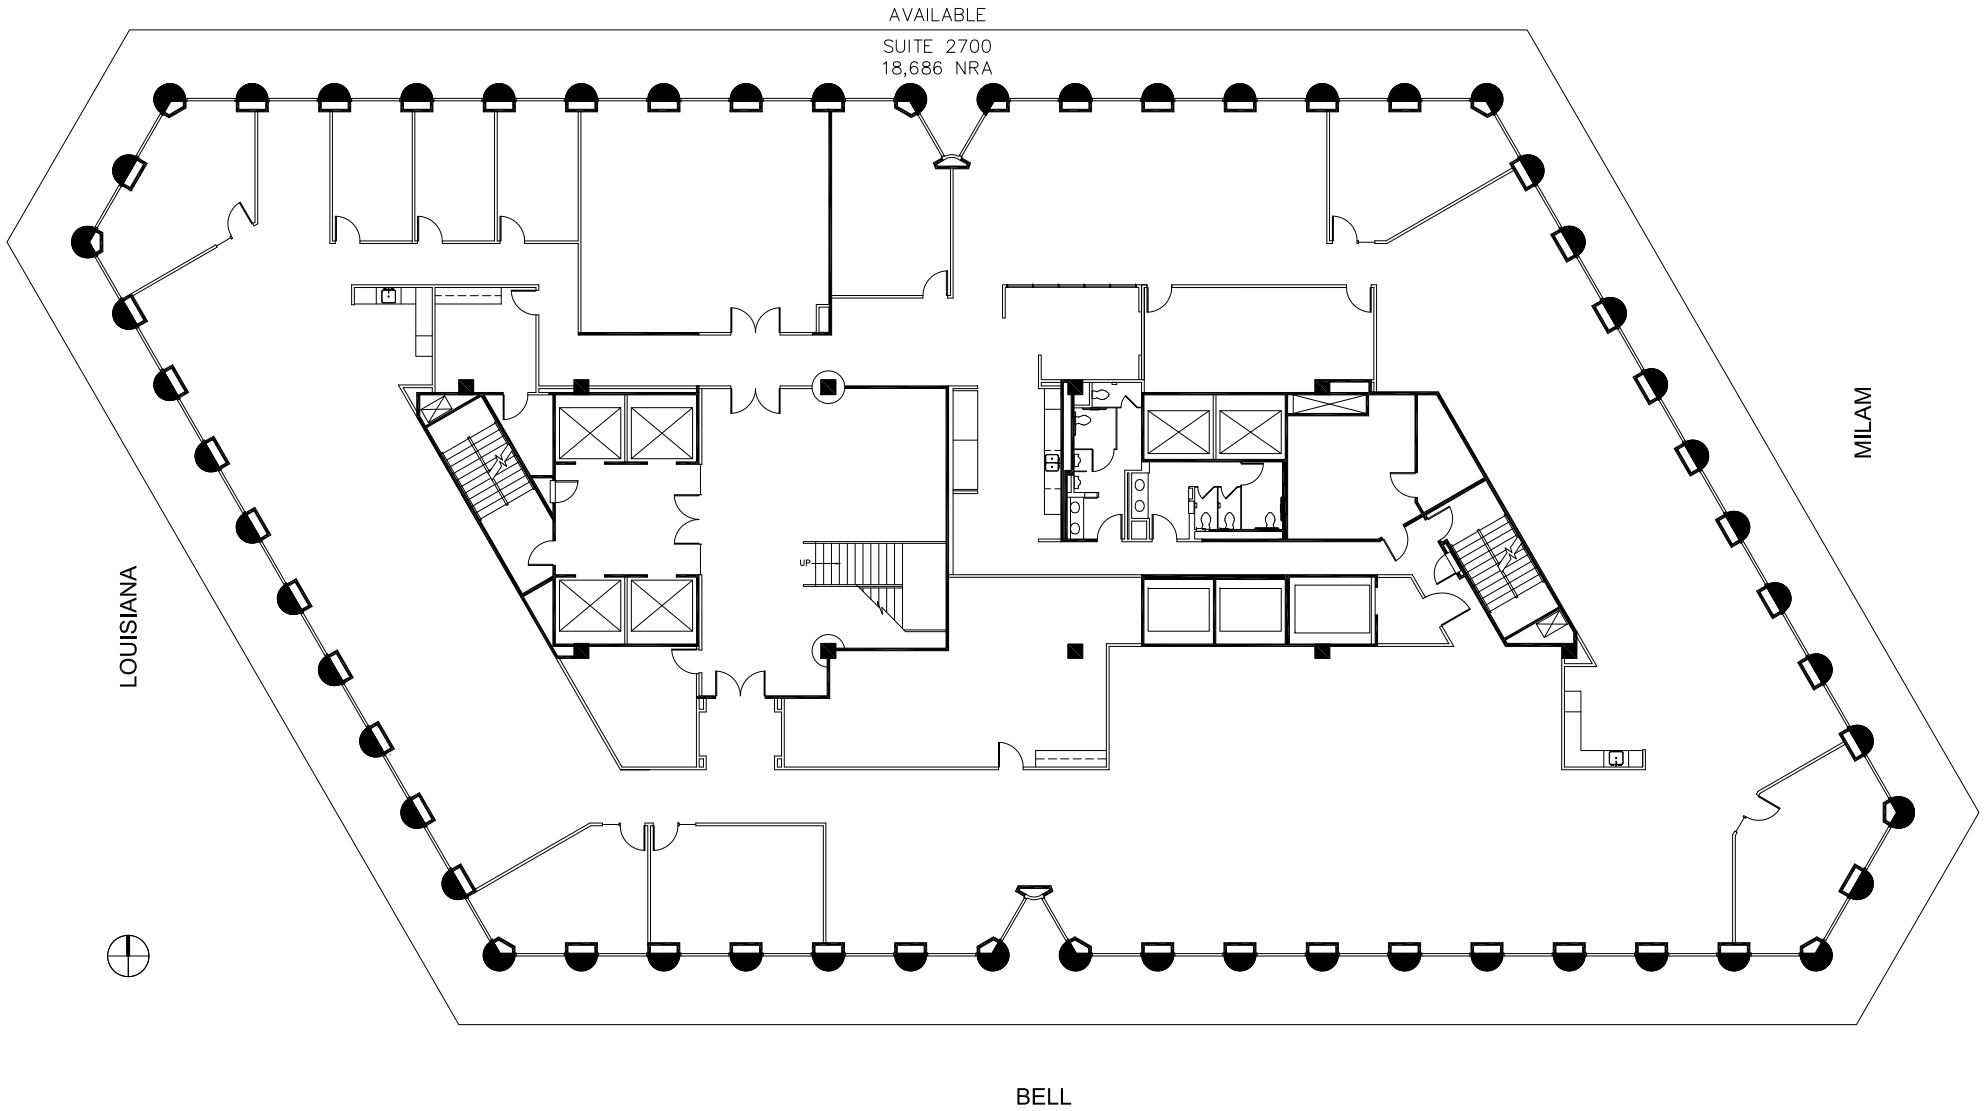 AVAILABLE
SUITE 2700
18,686 NRA
MILAM
UP
LOUISIANA
BELL